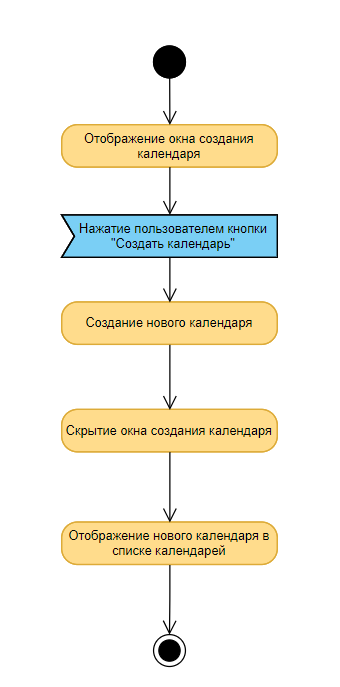 Отображение окна создания
календаря
Нажатие пользователем кнопки
"Создать календарь"
Создание нового календаря
Скрытие окна создания календаря
Отображение нового календаря в
списке календарей